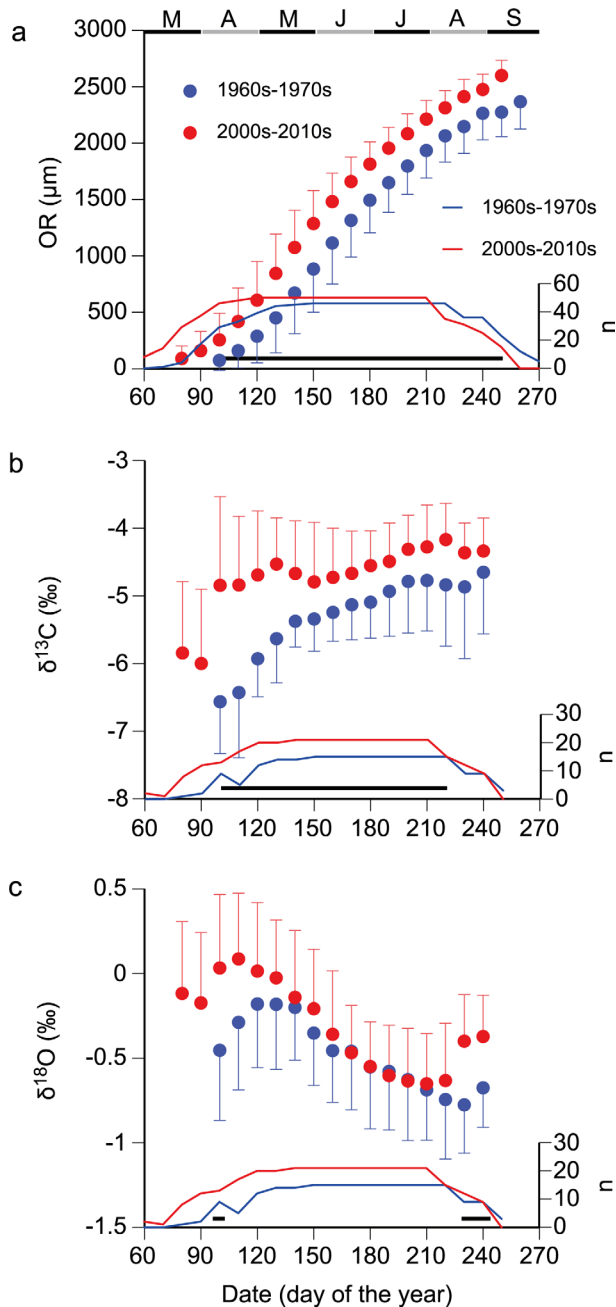 a
M A M J J A S
3000
2500
2000
1500
1000
500
0
OR (μm)
1960s-1970s
2000s-2010s
1960s-1970s
2000s-2010s
60
40
20
0
n
60 90 120 150 180 210 240 270
b
-3
-4
-5
-6
-7
-8
δ13C (‰)
30
20
10
0
n
60 90 120 150 180 210 240 270
c
0.5
0
-0.5
-1
-1.5
δ18O (‰)
30
20
10
0
n
60 90 120 150 180 210 240 270
Date (day of the year)